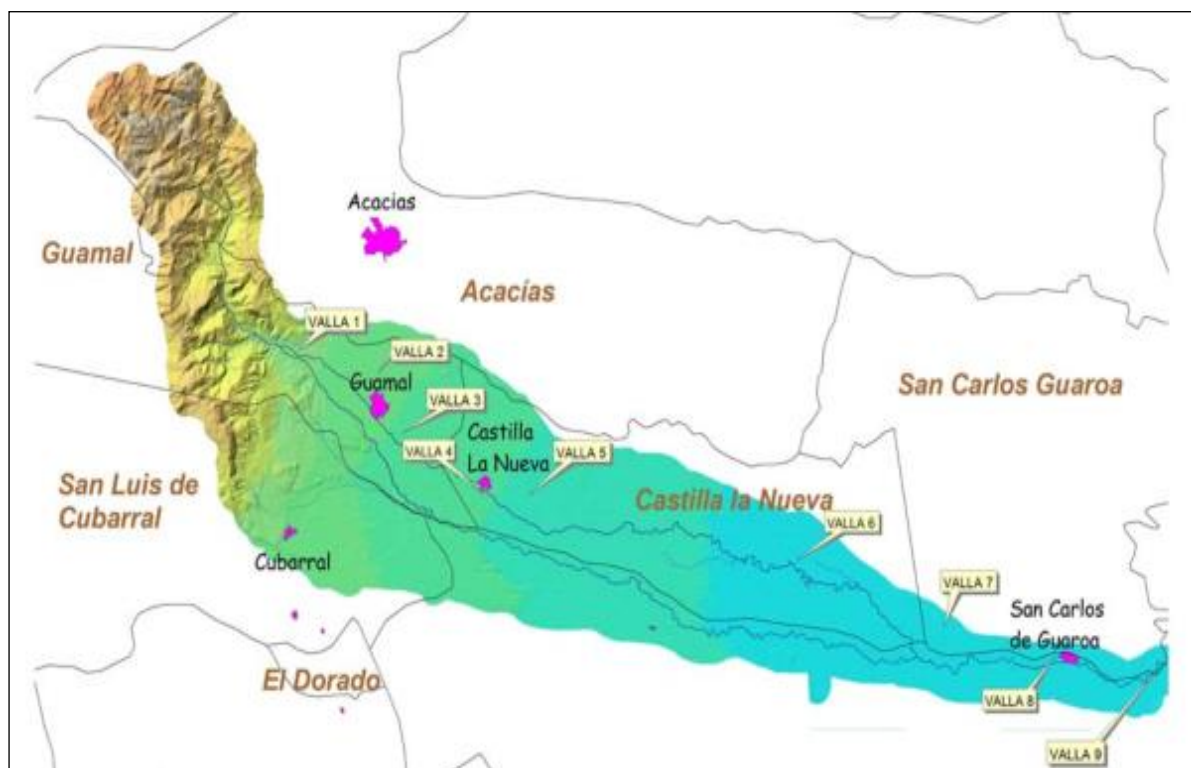 Acacias
Guamal
Acacías
VALLA 1
VALLA 2
San Carlos Guaroa
Guamal
VALLA 3
Castilla
La Nueva
VALLA 4
VALLA 5
San Luis de
Cubarral
Castilla la Nueva
VALLA 6
Cubarral
VALLA 7
San Carlos
de Guaroa
El Dorado
VALLA 8
VALLA 9